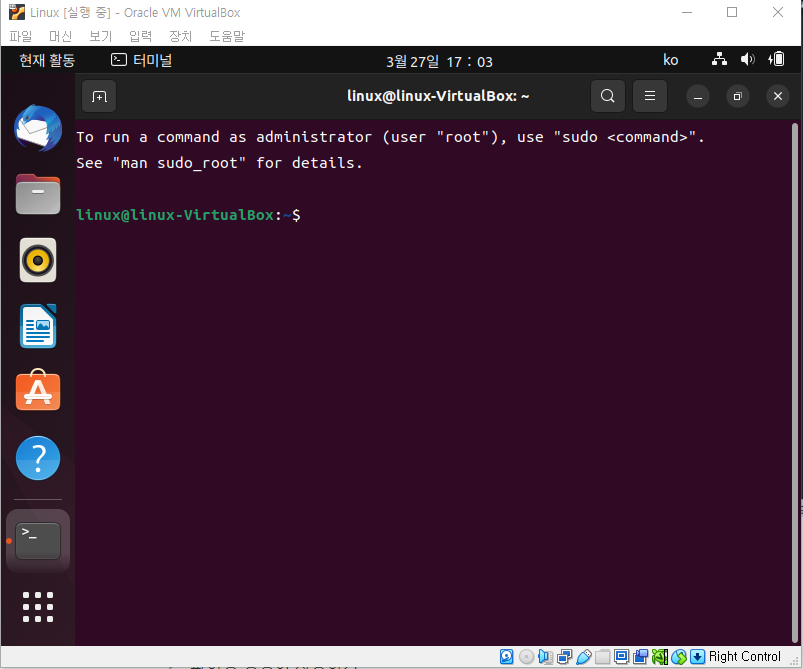 Linux [실행 중] - Oracle VM VirtualBox
파일 머신 보기 입력 장치 도움말
현재 활동 터미널 3월 27일 17 : 03 ko
linux@linux-VirtualBox: ~
To run a command as administrator (user "root"), use "sudo <command>".
See "man sudo_root" for details.
linux@linux-VirtualBox:~$
Right Control